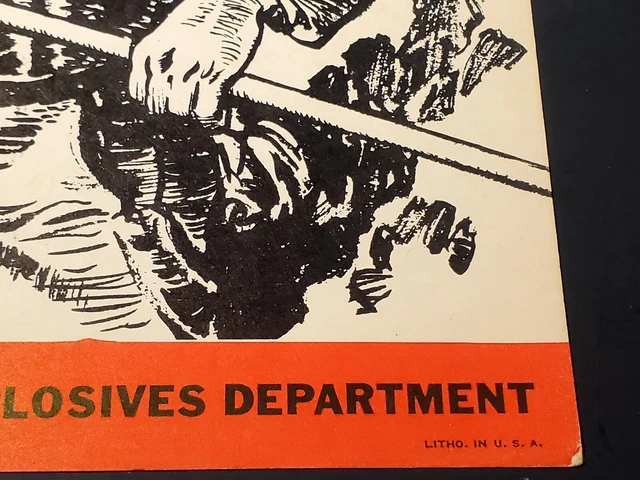 LOSIVES DEPARTMENT
LITHO. IN U. S. A.